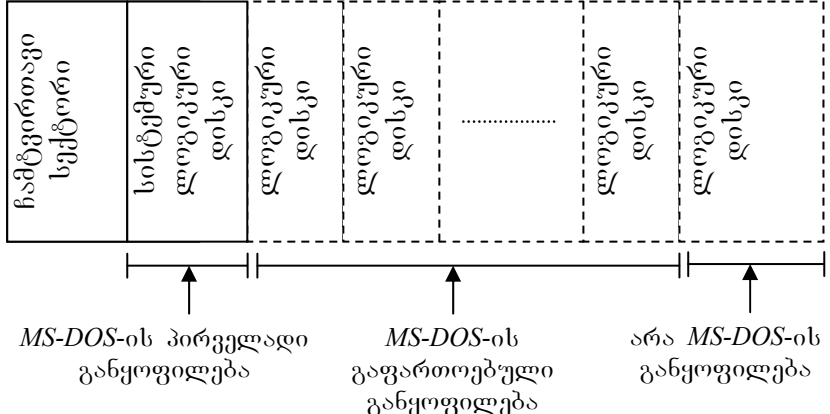 ჩამტვირთავი
სექტორი
სისტემური
ლოგიკური
დისკი
ლოგიკური
დისკი
ლოგიკური
დისკი
..................
ლოგიკური
დისკი
ლოგიკური
დისკი
MS-DOS-ის პირველადი
განყოფილება
MS-DOS-ის
გაფართოებული
განყოფილება
არა MS-DOS-ის
განყოფილება